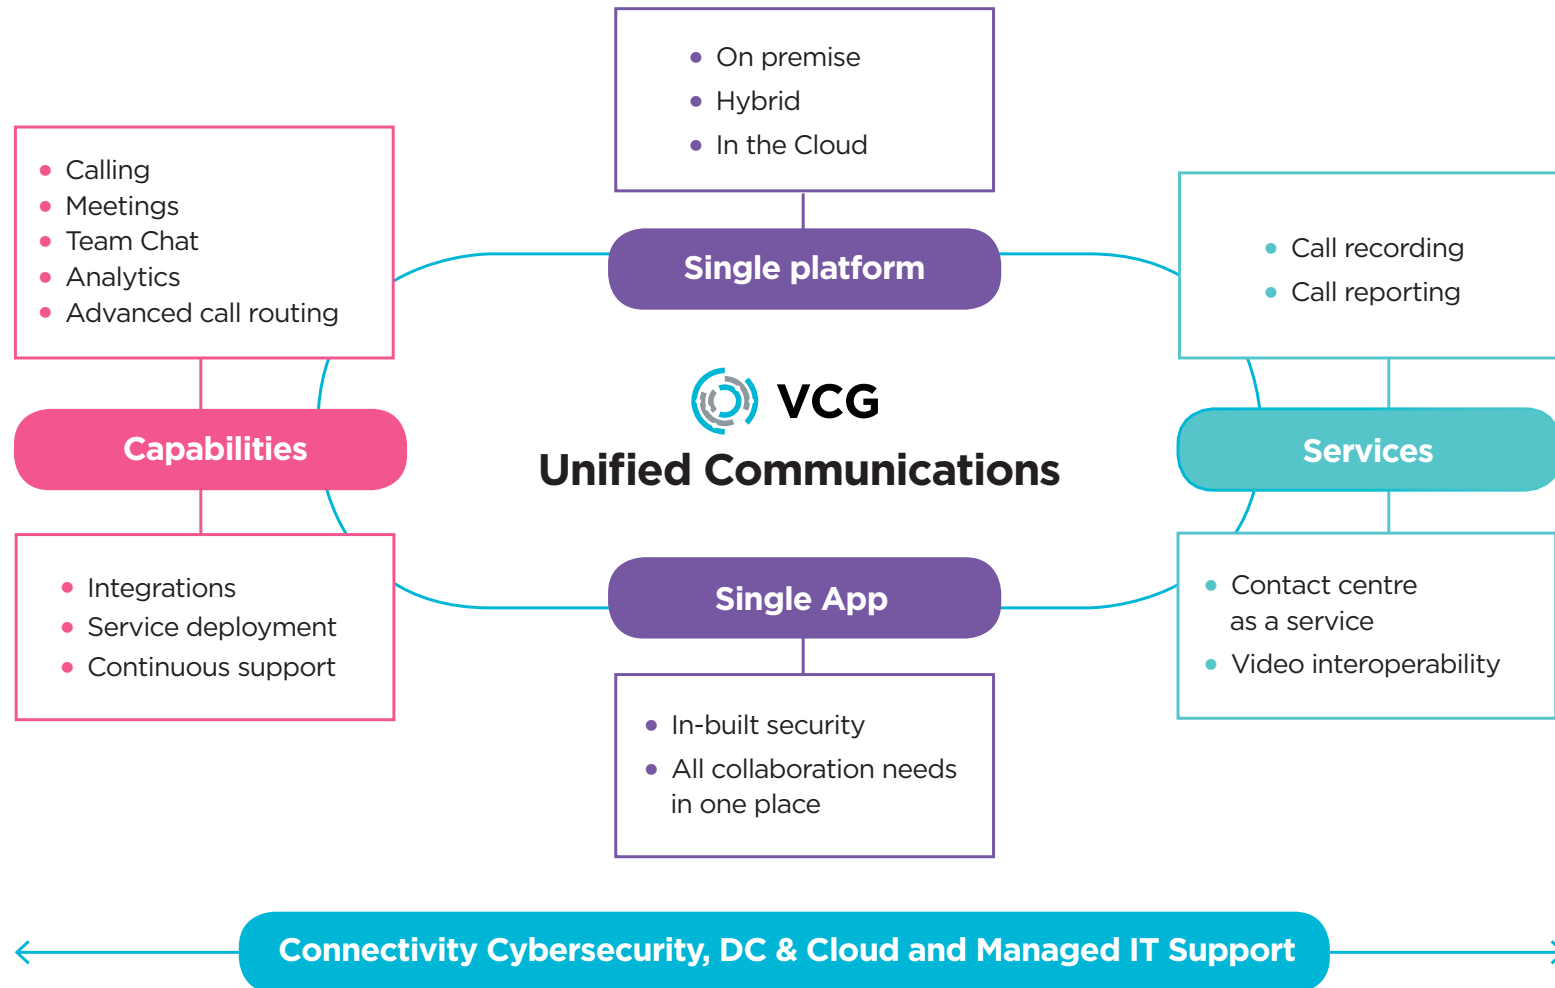 On premise
Hybrid
In the Cloud
Single platform
Calling
Meetings
Team Chat
Analytics
Advanced call routing
Capabilities
Integrations
Service deployment
Continuous support
VCG
Unified Communications
Call recording
Call reporting
Services
Contact centre
as a service
Video interoperability
Single App
In-built security
All collaboration needs
in one place
Connectivity Cybersecurity, DC & Cloud and Managed IT Support